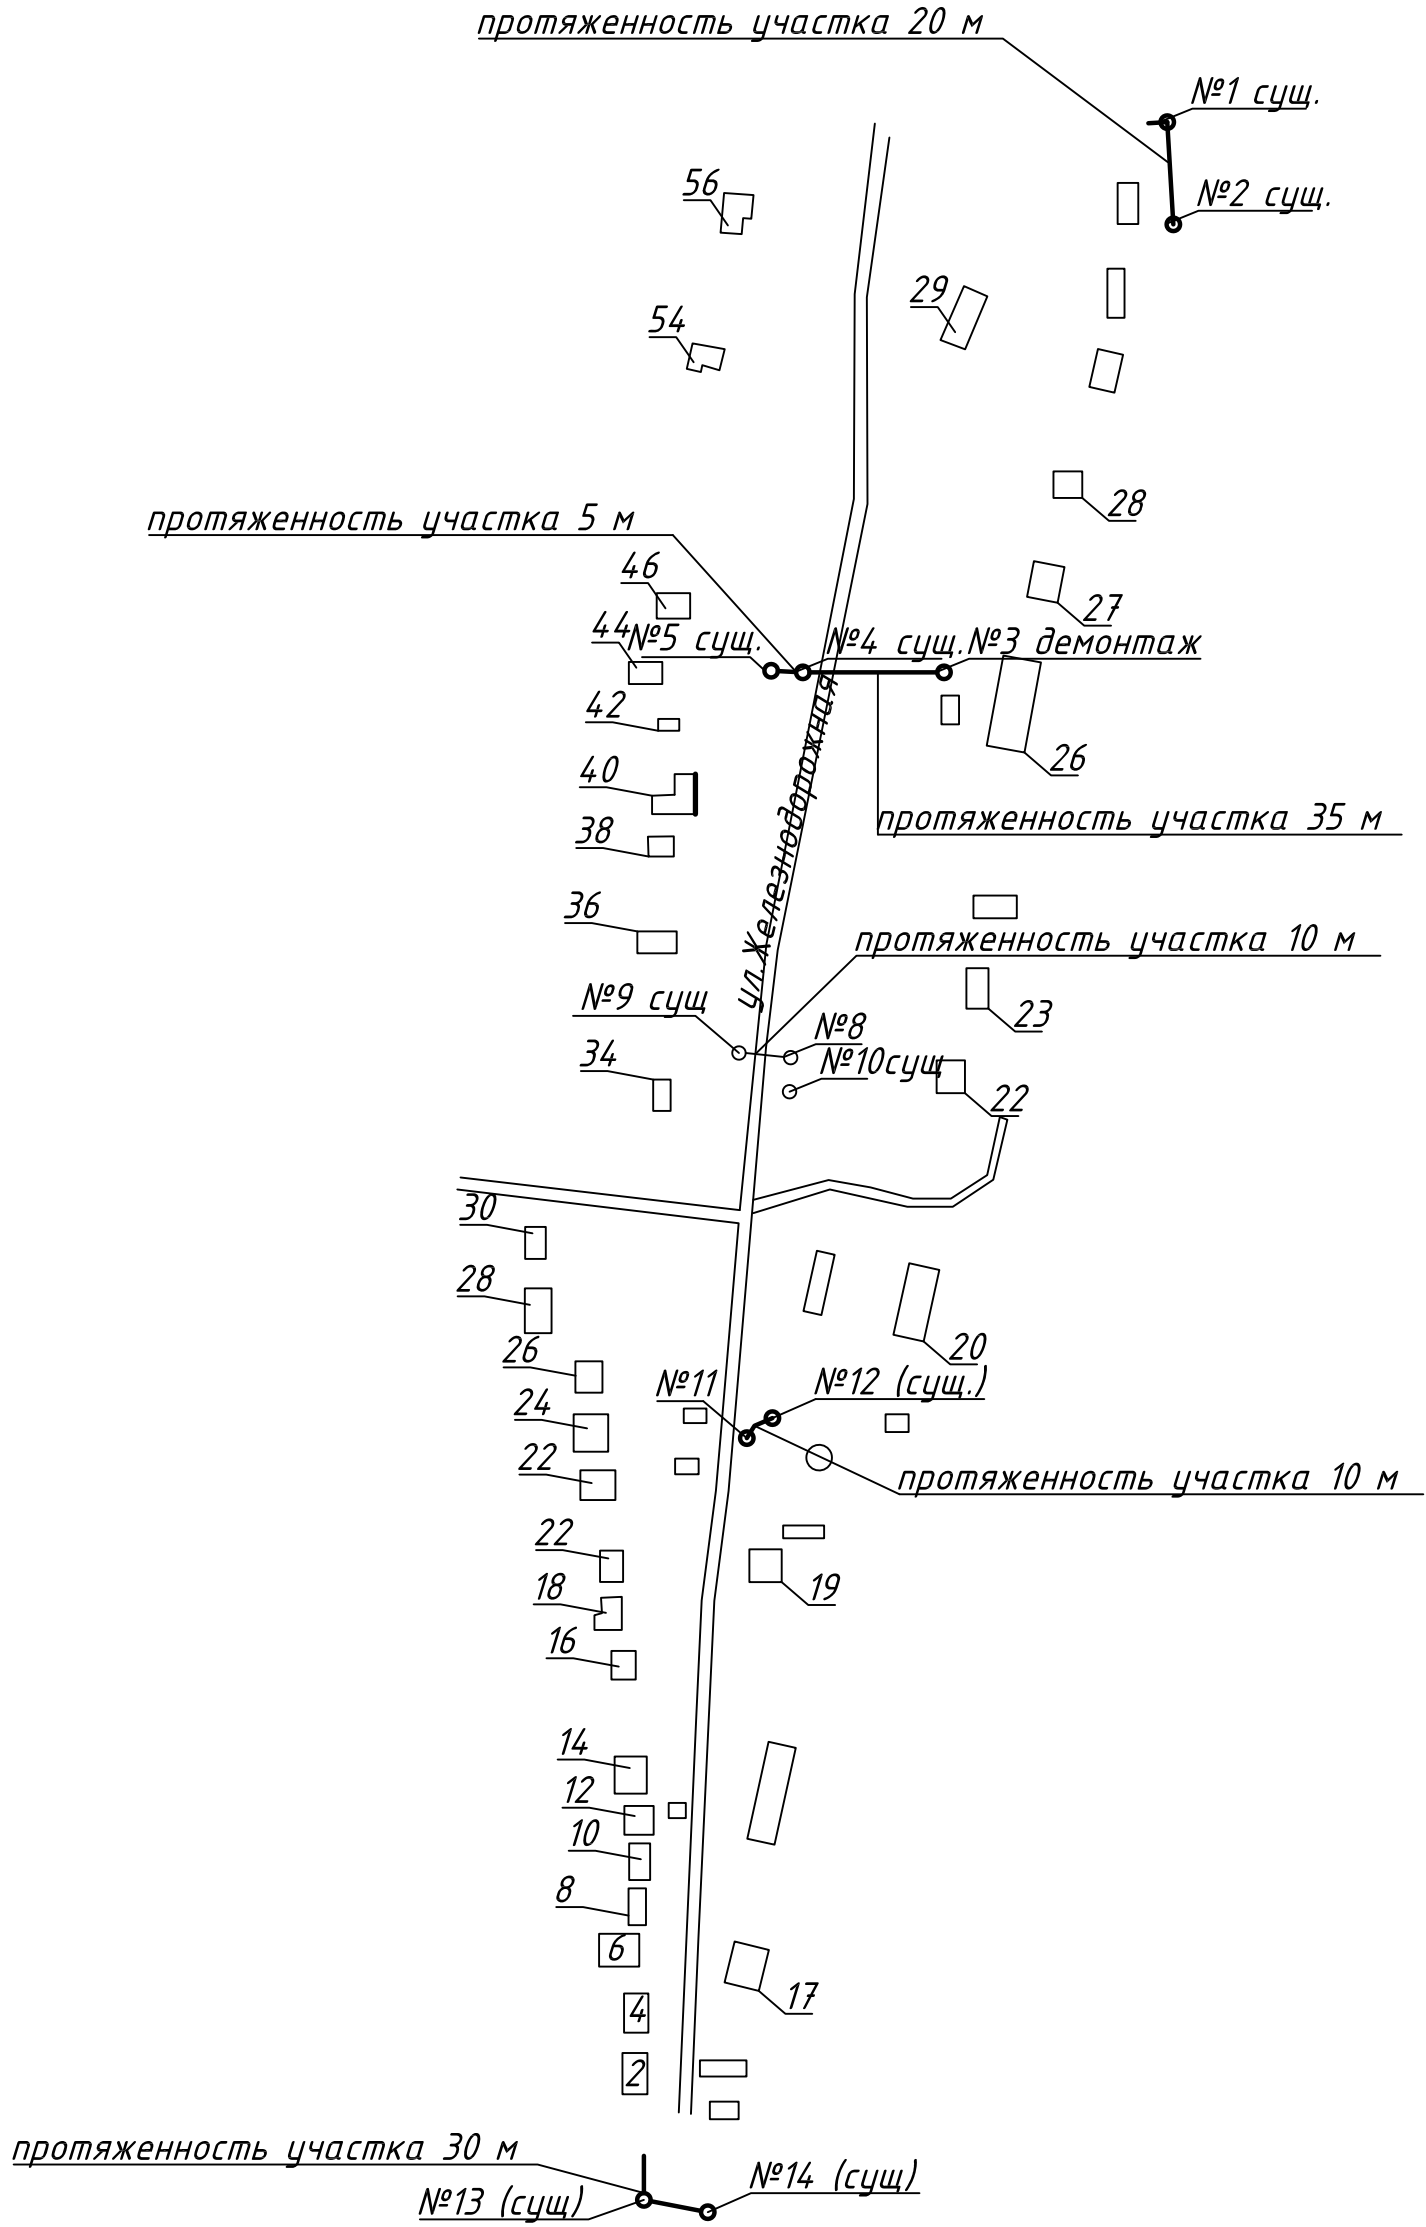 протяженность участка 20 м
№1 сущ.
56
№2 сущ.
29
54
28
протяженность участка 5 м
46
27
44
№5 сущ.
№4 сущ.
№3 демонтаж
42
26
40
ул.Железнодорожная
38
протяженность участка 35 м
36
протяженность участка 10 м
№9 сущ
23
№8
34
№10сущ
22
30
28
26
20
№11
№12 (сущ.)
24
22
протяженность участка 10 м
22
18
19
16
14
12
10
8
6
17
4
2
протяженность участка 30 м
№14 (сущ)
№13 (сущ)